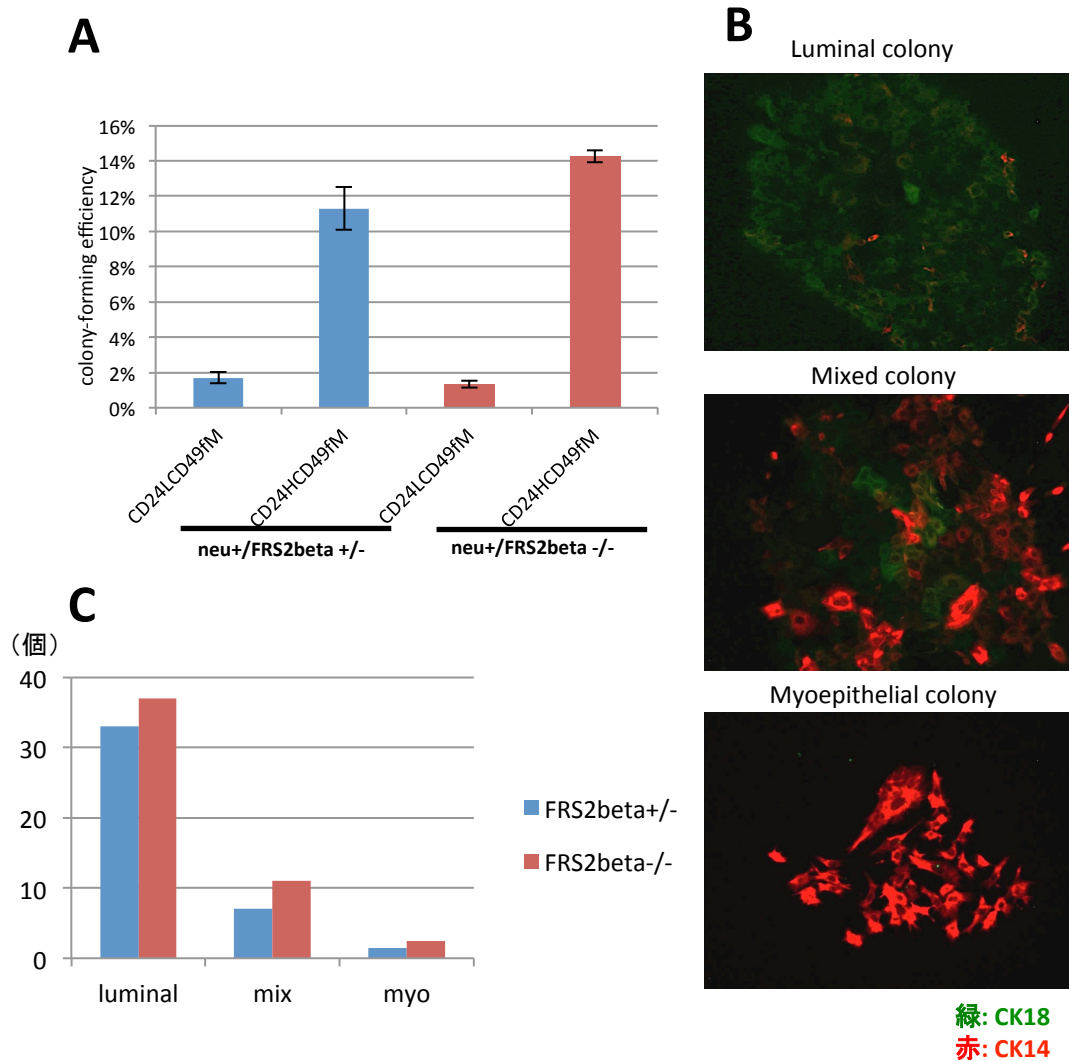 A
16%
14%
12%
10%
8%
6%
4%
2%
0%
colony-forming efficiency
CD24LCD49fM
CD24HCD49fM
CD24LCD49fM
CD24HCD49fM
neu+/FRS2beta +/-
neu+/FRS2beta -/-
B
Luminal colony
Mixed colony
Myoepithelial colony
緑: CK18
赤: CK14
C
(個)
40
30
20
10
0
luminal
mix
myo
FRS2beta+/-
FRS2beta-/-